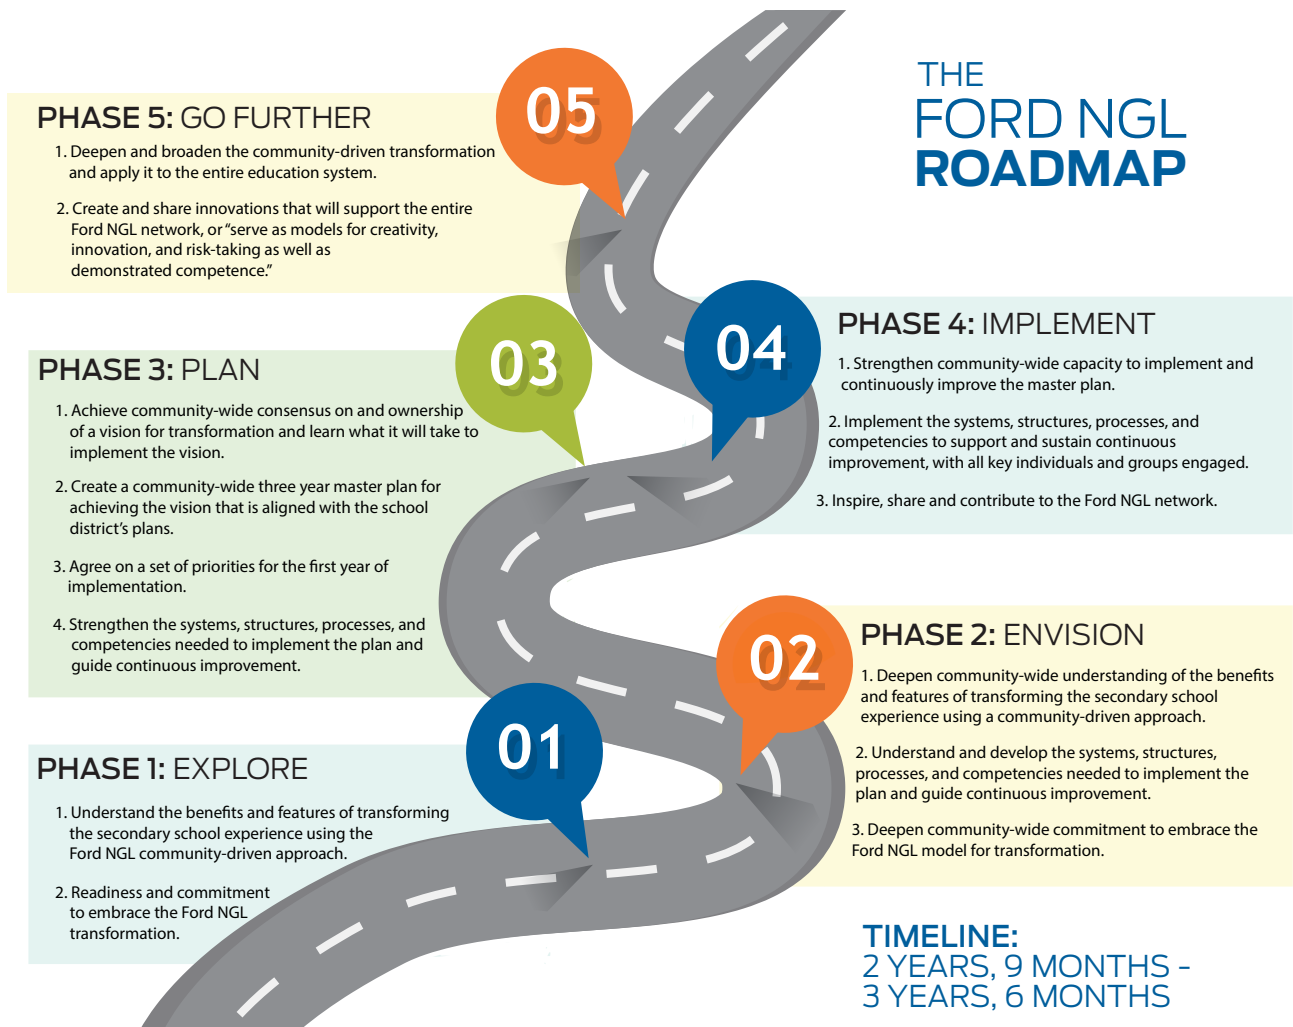 THE
FORD NGL
ROADMAP
05
PHASE 5: GO FURTHER
1. Deepen and broaden the community-driven transformation
and apply it to the entire education system.
2. Create and share innovations that will support the entire
Ford NGL network, or “serve as models for creativity,
innovation, and risk-taking as well as
demonstrated competence.”
04
PHASE 4: IMPLEMENT
1. Strengthen community-wide capacity to implement and
continuously improve the master plan.
2. Implement the systems, structures, processes, and
competencies to support and sustain continuous
improvement, with all key individuals and groups engaged.
3. Inspire, share and contribute to the Ford NGL network.
03
PHASE 3: PLAN
1. Achieve community-wide consensus on and ownership
of a vision for transformation and learn what it will take to
implement the vision.
2. Create a community-wide three year master plan for
achieving the vision that is aligned with the school
district’s plans.
3. Agree on a set of priorities for the first year of
implementation.
4. Strengthen the systems, structures, processes, and
competencies needed to implement the plan and
guide continuous improvement.
02
PHASE 2: ENVISION
1. Deepen community-wide understanding of the benefits
and features of transforming the secondary school
experience using a community-driven approach.
2. Understand and develop the systems, structures,
processes, and competencies needed to implement the
plan and guide continuous improvement.
3. Deepen community-wide commitment to embrace the
Ford NGL model for transformation.
01
PHASE 1: EXPLORE
1. Understand the benefits and features of transforming
the secondary school experience using the
Ford NGL community-driven approach.
2. Readiness and commitment
to embrace the Ford NGL
transformation.
TIMELINE:
2 YEARS, 9 MONTHS -
3 YEARS, 6 MONTHS